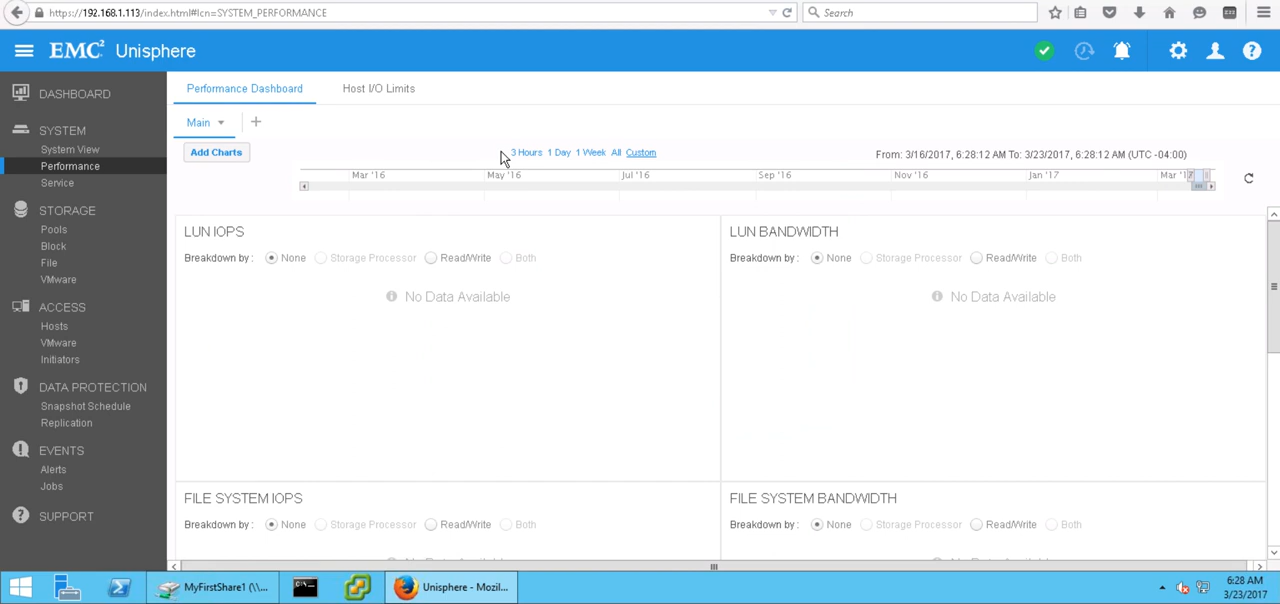 https://192.168.1.113/index.html#lcn=SYSTEM_PERFORMANCE
Search
EMC² Unisphere
DASHBOARD
SYSTEM
System View
Performance
Service
STORAGE
Pools
Block
File
VMware
ACCESS
Hosts
VMware
Initiators
DATA PROTECTION
Snapshot Schedule
Replication
EVENTS
Alerts
Jobs
SUPPORT
Performance Dashboard Host I/O Limits
Main +
Add Charts
3 Hours 1 Day 1 Week All Custom
From: 3/16/2017, 6:28:12 AM To: 3/23/2017, 6:28:12 AM (UTC -04:00)
Mar '16 May '16 Jul '16 Sep '16 Nov '16 Jan '17 Mar '1
LUN IOPS
Breakdown by : None Storage Processor Read/Write Both
No Data Available
LUN BANDWIDTH
Breakdown by : None Storage Processor Read/Write Both
No Data Available
FILE SYSTEM IOPS
Breakdown by : None Storage Processor Read/Write Both
No Data Available
FILE SYSTEM BANDWIDTH
Breakdown by : None Storage Processor Read/Write Both
No Data Available
MyFirstShare1 (\\...
Unisphere - Mozil...
6:28 AM
3/23/2017